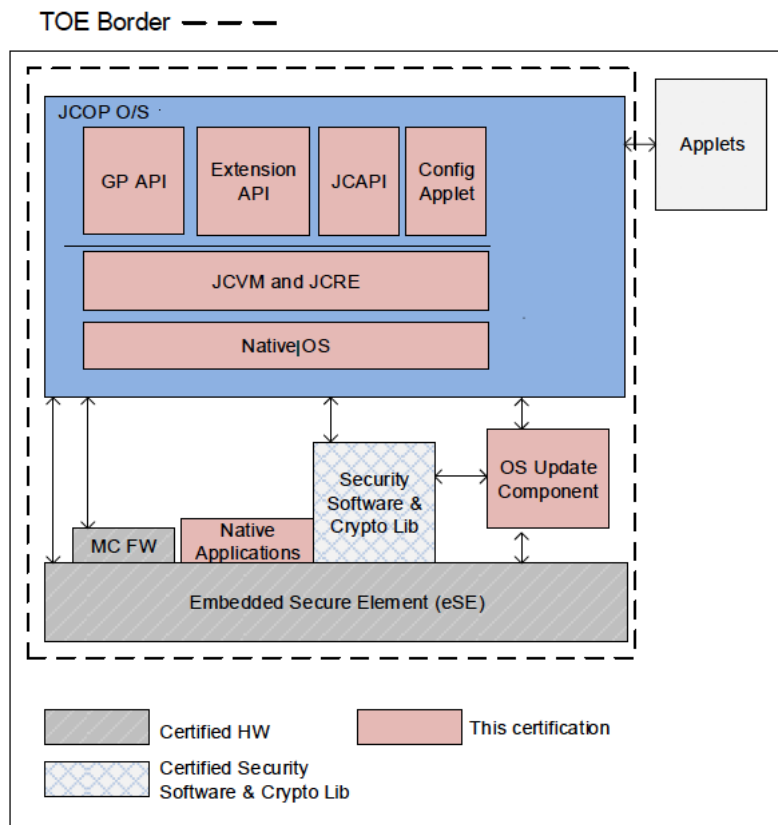 TOE Border
JCOP O/S
GP API
Extension
API
JCAPI
Config
Applet
Applets
JCVM and JCRE
Native|OS
Security
Software &
Crypto Lib
OS Update
Component
MC FW
Native
Applications
Embedded Secure Element (eSE)
Certified HW
This certification
Certified Security
Software & Crypto Lib